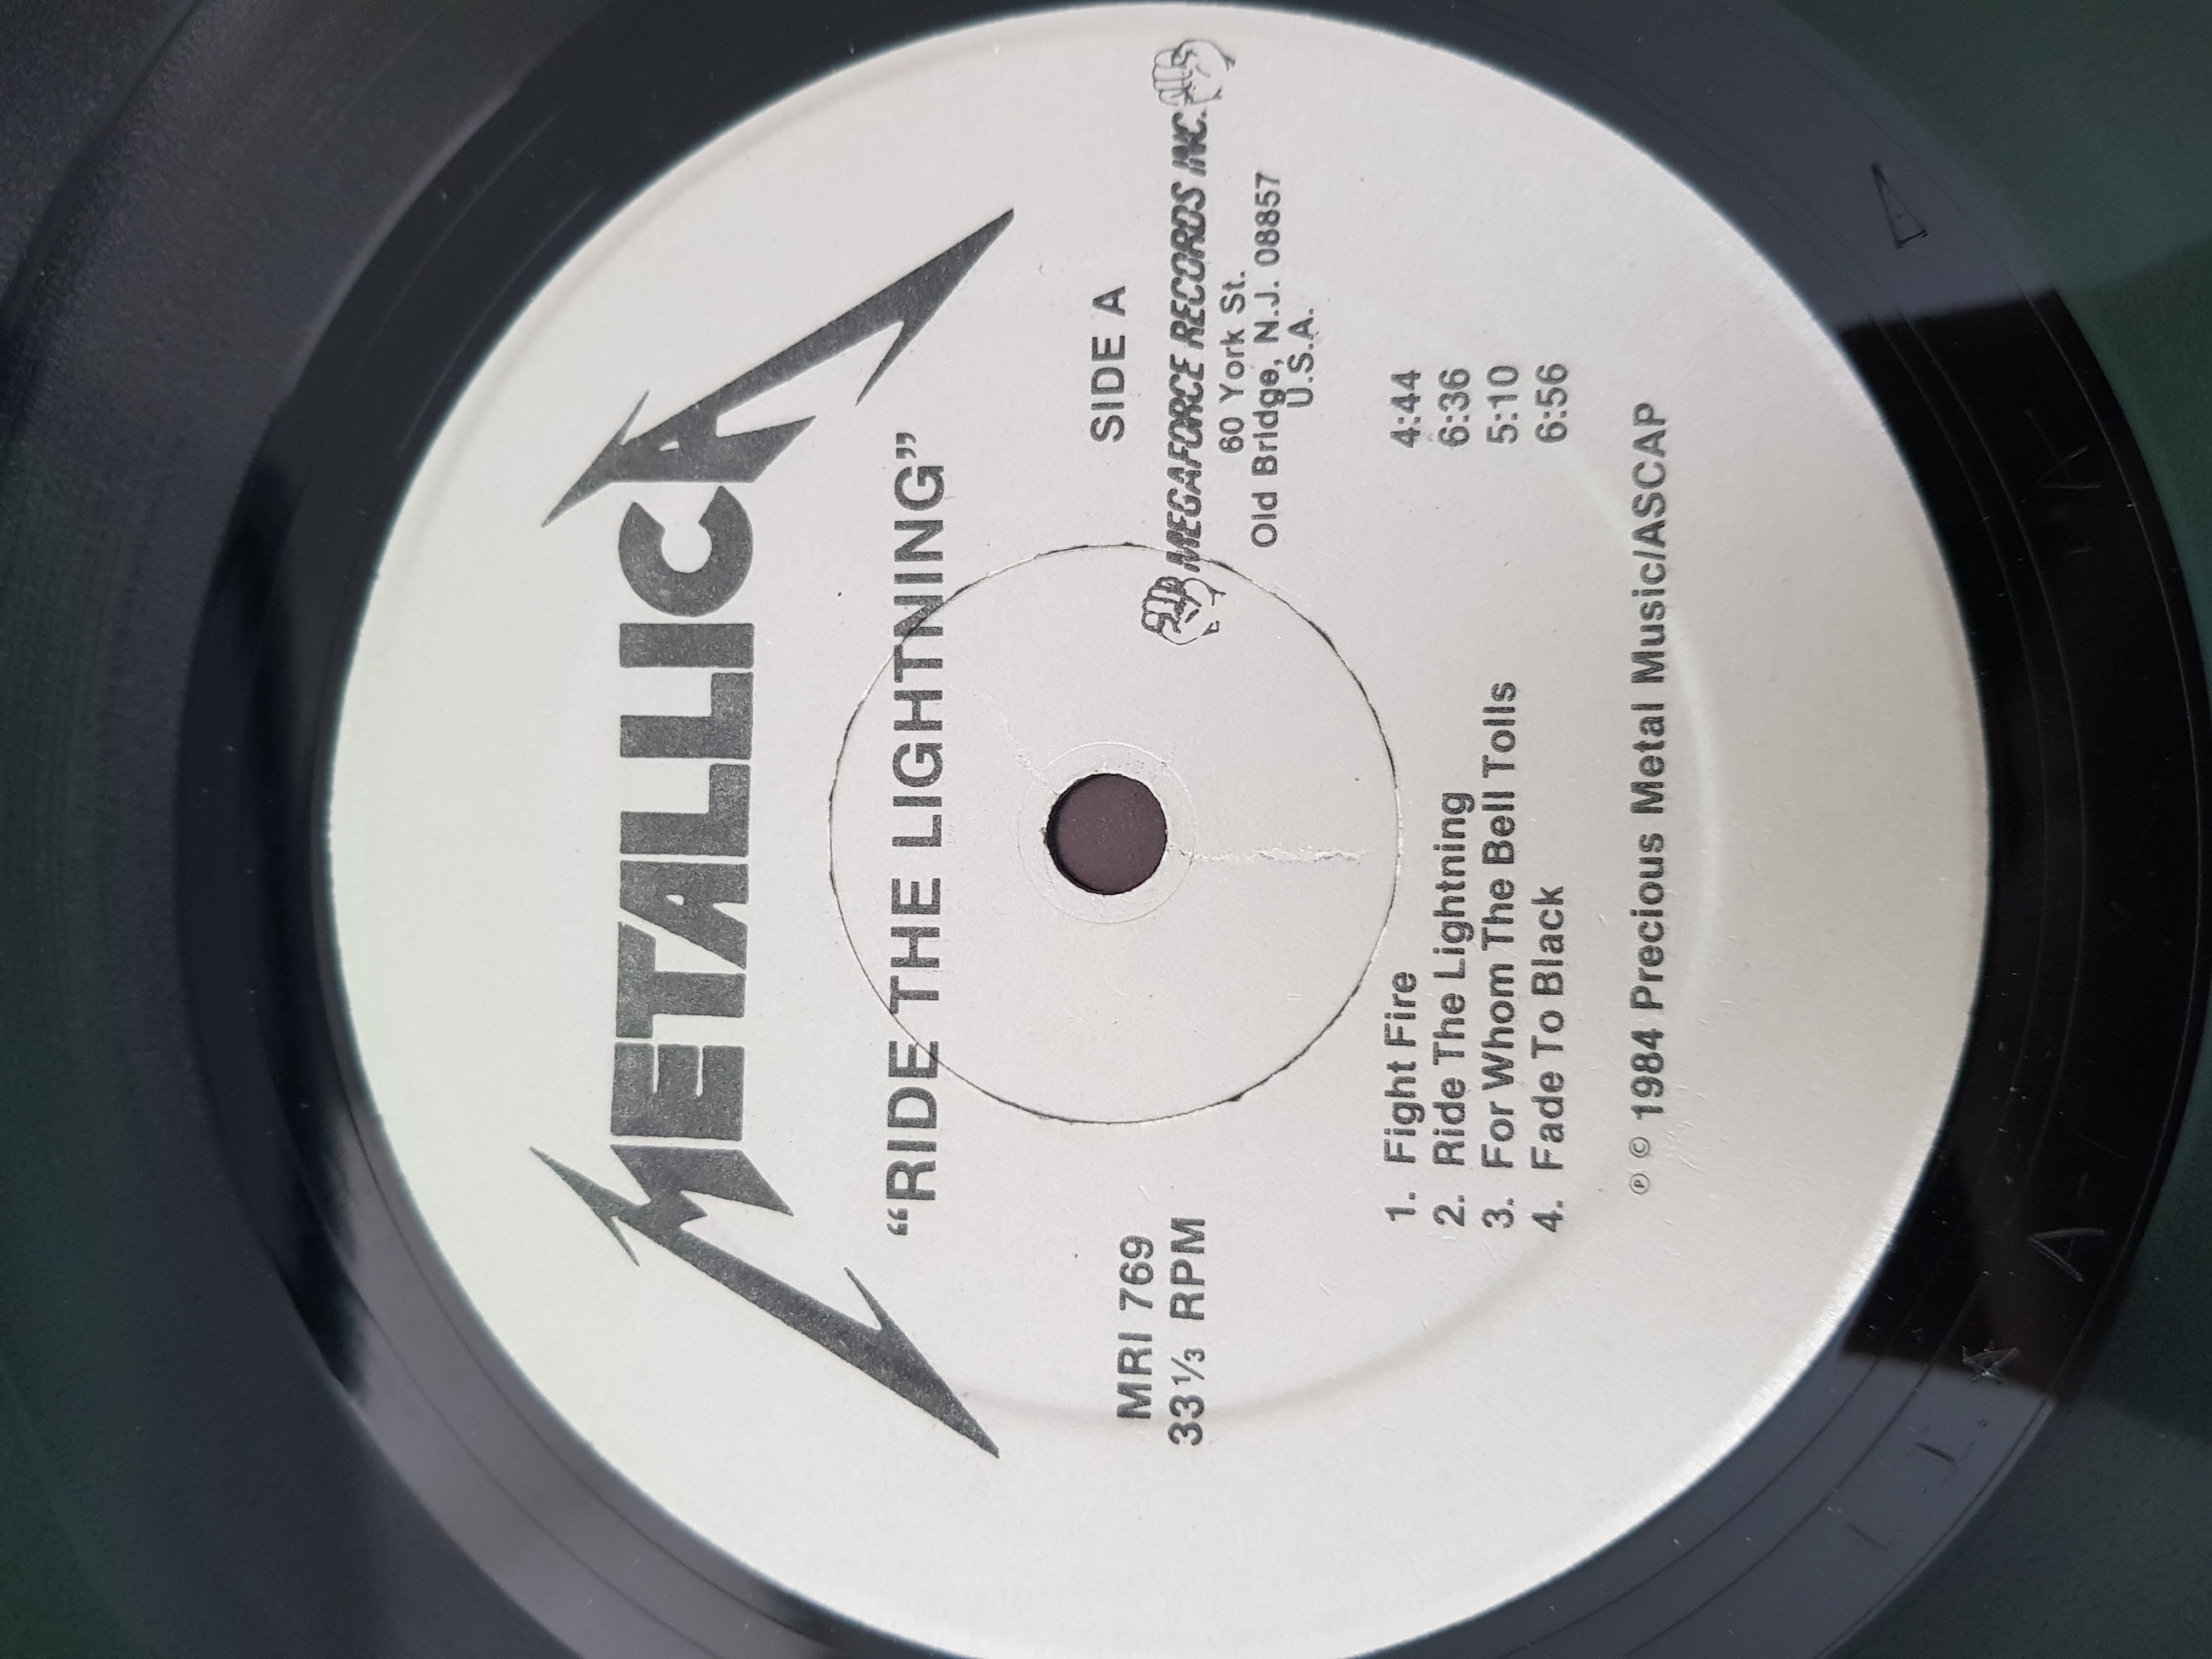 METALLICA
“RIDE THE LIGHTNING”
MRI 769
33⅓ RPM
SIDE A
MEGAFORCE RECORDS INC.
60 York St.
Old Bridge, N.J. 08857
U.S.A.
1. Fight Fire 4:44
2. Ride The Lightning 6:36
3. For Whom The Bell Tolls 5:10
4. Fade To Black 6:56
℗ © 1984 Precious Metal Music/ASCAP